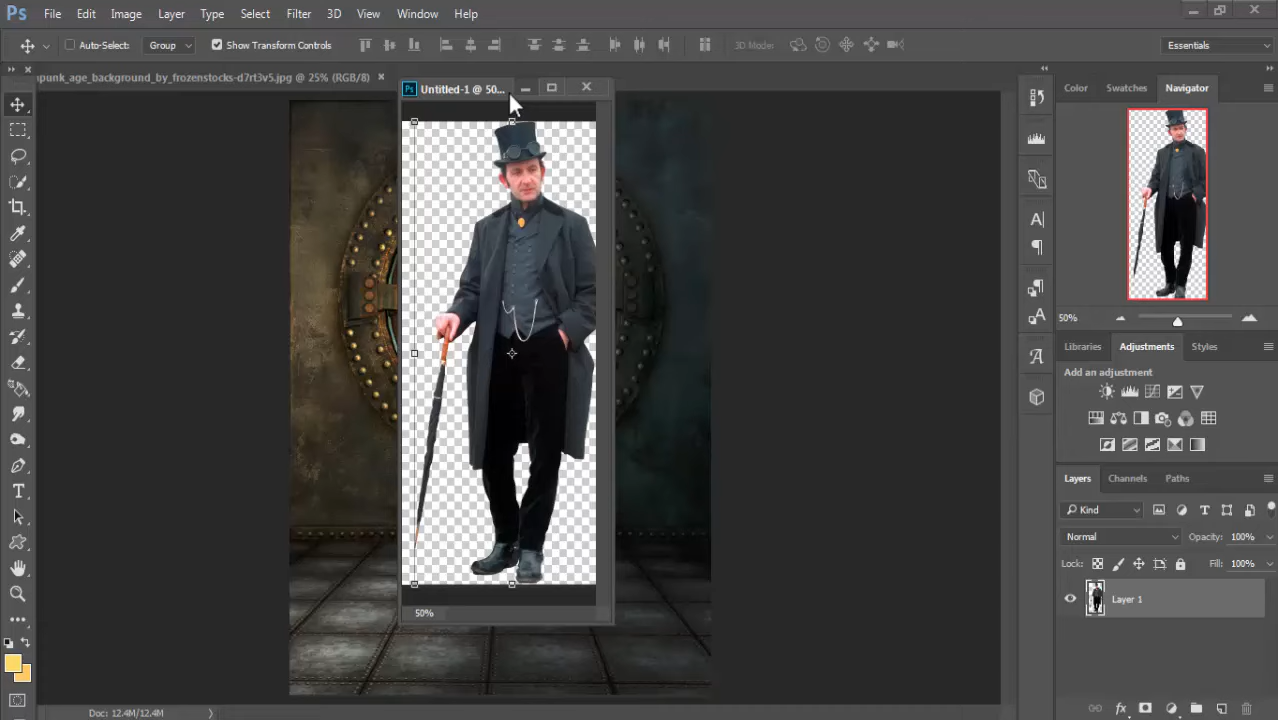 Ps File Edit Image Layer Type Select Filter 3D View Window Help
Auto-Select: Group Show Transform Controls 3D Mode: Essentials
punk_age_background_by_frozenstocks-d7rt3v5.jpg @ 25% (RGB/8)
Ps Untitled-1 @ 50...
Color Swatches Navigator
50%
Libraries Adjustments Styles
Add an adjustment
Layers Channels Paths
Kind
Normal Opacity: 100%
Lock: Fill: 100%
Layer 1
50%
Doc: 12.4M/12.4M